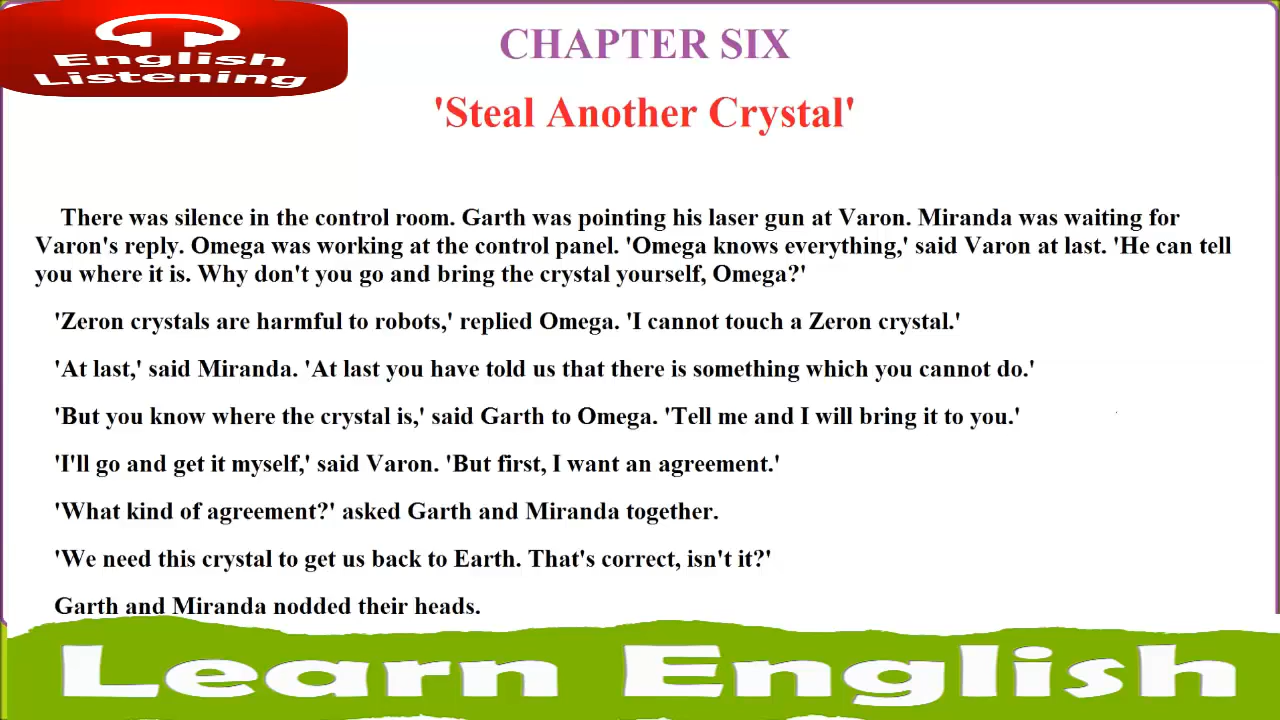 English
Listening
CHAPTER SIX
'Steal Another Crystal'
There was silence in the control room. Garth was pointing his laser gun at Varon. Miranda was waiting for
Varon's reply. Omega was working at the control panel. 'Omega knows everything,' said Varon at last. 'He can tell
you where it is. Why don't you go and bring the crystal yourself, Omega?'
'Zeron crystals are harmful to robots,' replied Omega. 'I cannot touch a Zeron crystal.'
'At last,' said Miranda. 'At last you have told us that there is something which you cannot do.'
'But you know where the crystal is,' said Garth to Omega. 'Tell me and I will bring it to you.'
'I'll go and get it myself,' said Varon. 'But first, I want an agreement.'
'What kind of agreement?' asked Garth and Miranda together.
'We need this crystal to get us back to Earth. That's correct, isn't it?'
Garth and Miranda nodded their heads.
Learn English